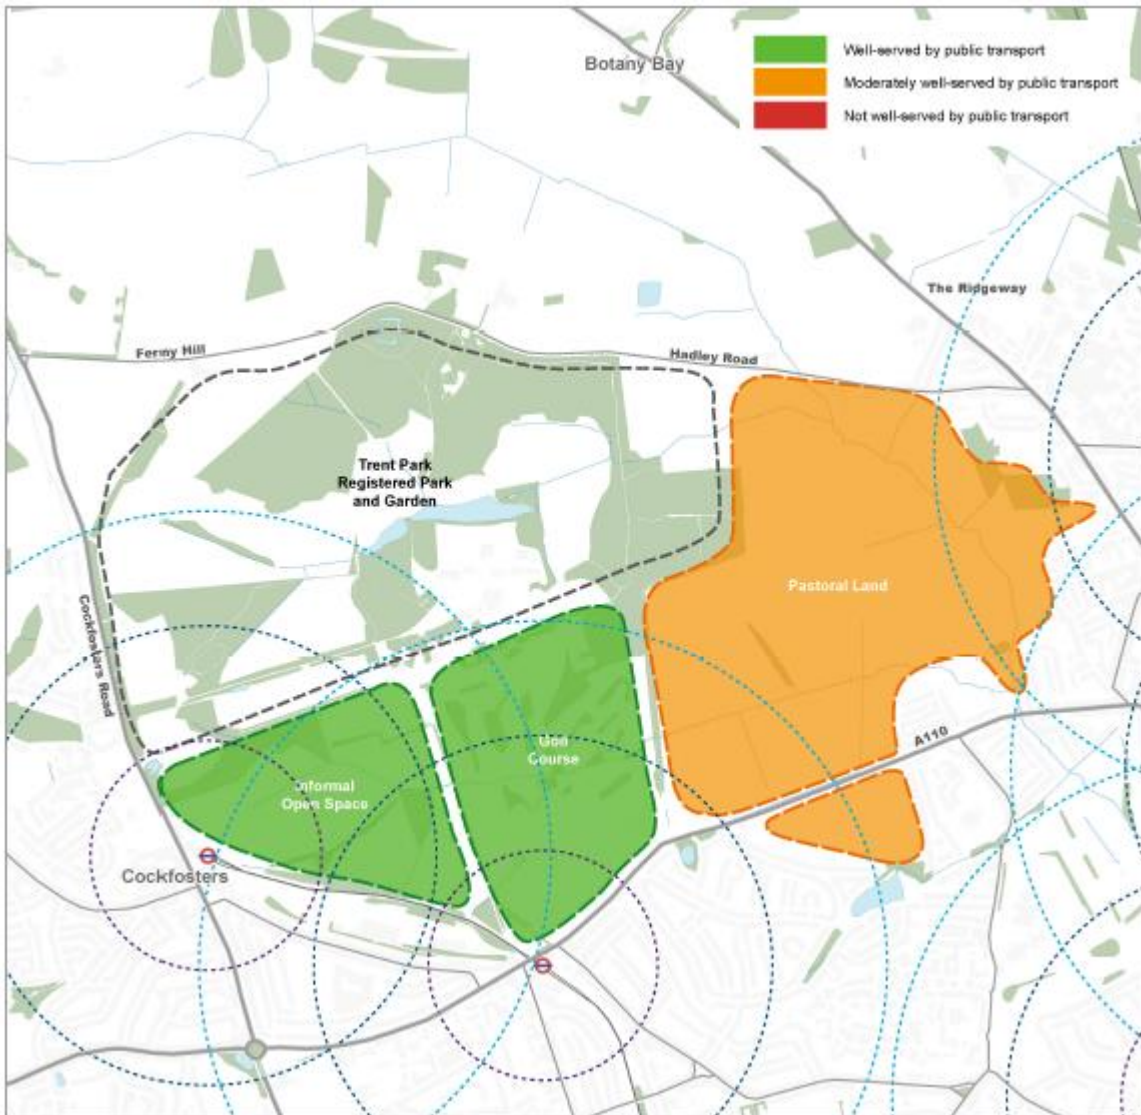 Botany Bay
Well-served by public transport
Moderately well-served by public transport
Not well-served by public transport
The Ridgeway
Ferny Hill
Hadley Road
Trent Park
Registered Park
and Garden
Pastoral Land
Cockfosters Road
A110
Golf
Course
Informal
Open Space
Cockfosters